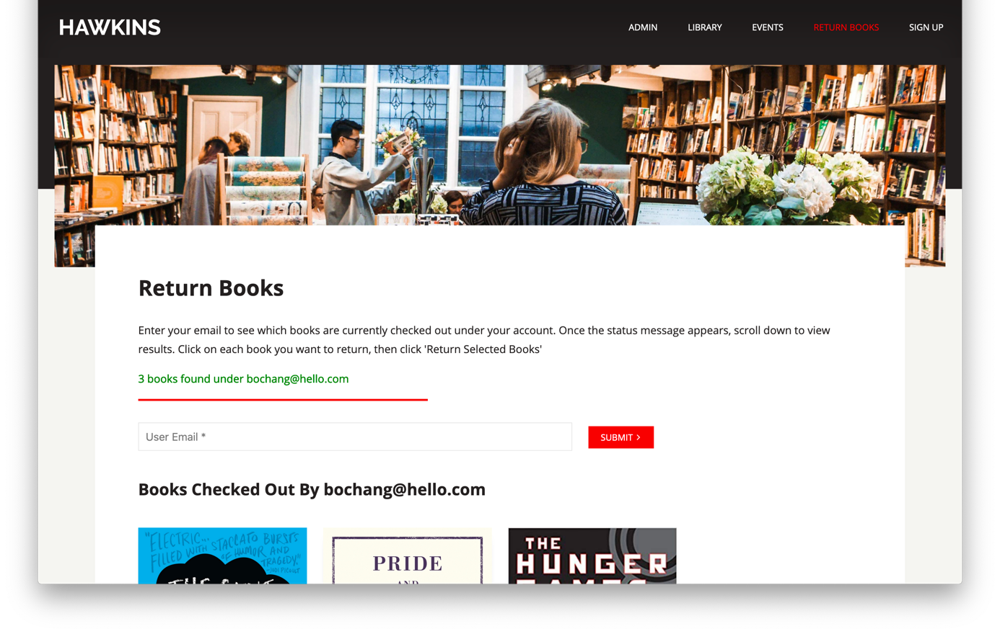 HAWKINS
ADMIN LIBRARY EVENTS RETURN BOOKS SIGN UP
Return Books
Enter your email to see which books are currently checked out under your account. Once the status message appears, scroll down to view
results. Click on each book you want to return, then click 'Return Selected Books'
3 books found under bochang@hello.com
User Email *
SUBMIT >
Books Checked Out By bochang@hello.com
"ELECTRIC... STACCATO BURSTS
FILLED WITH OF HUMOR AND
TRAGEDY."
-JODI PICOULT
THE
PRIDE
AND
THE
HUNGER
GAMES